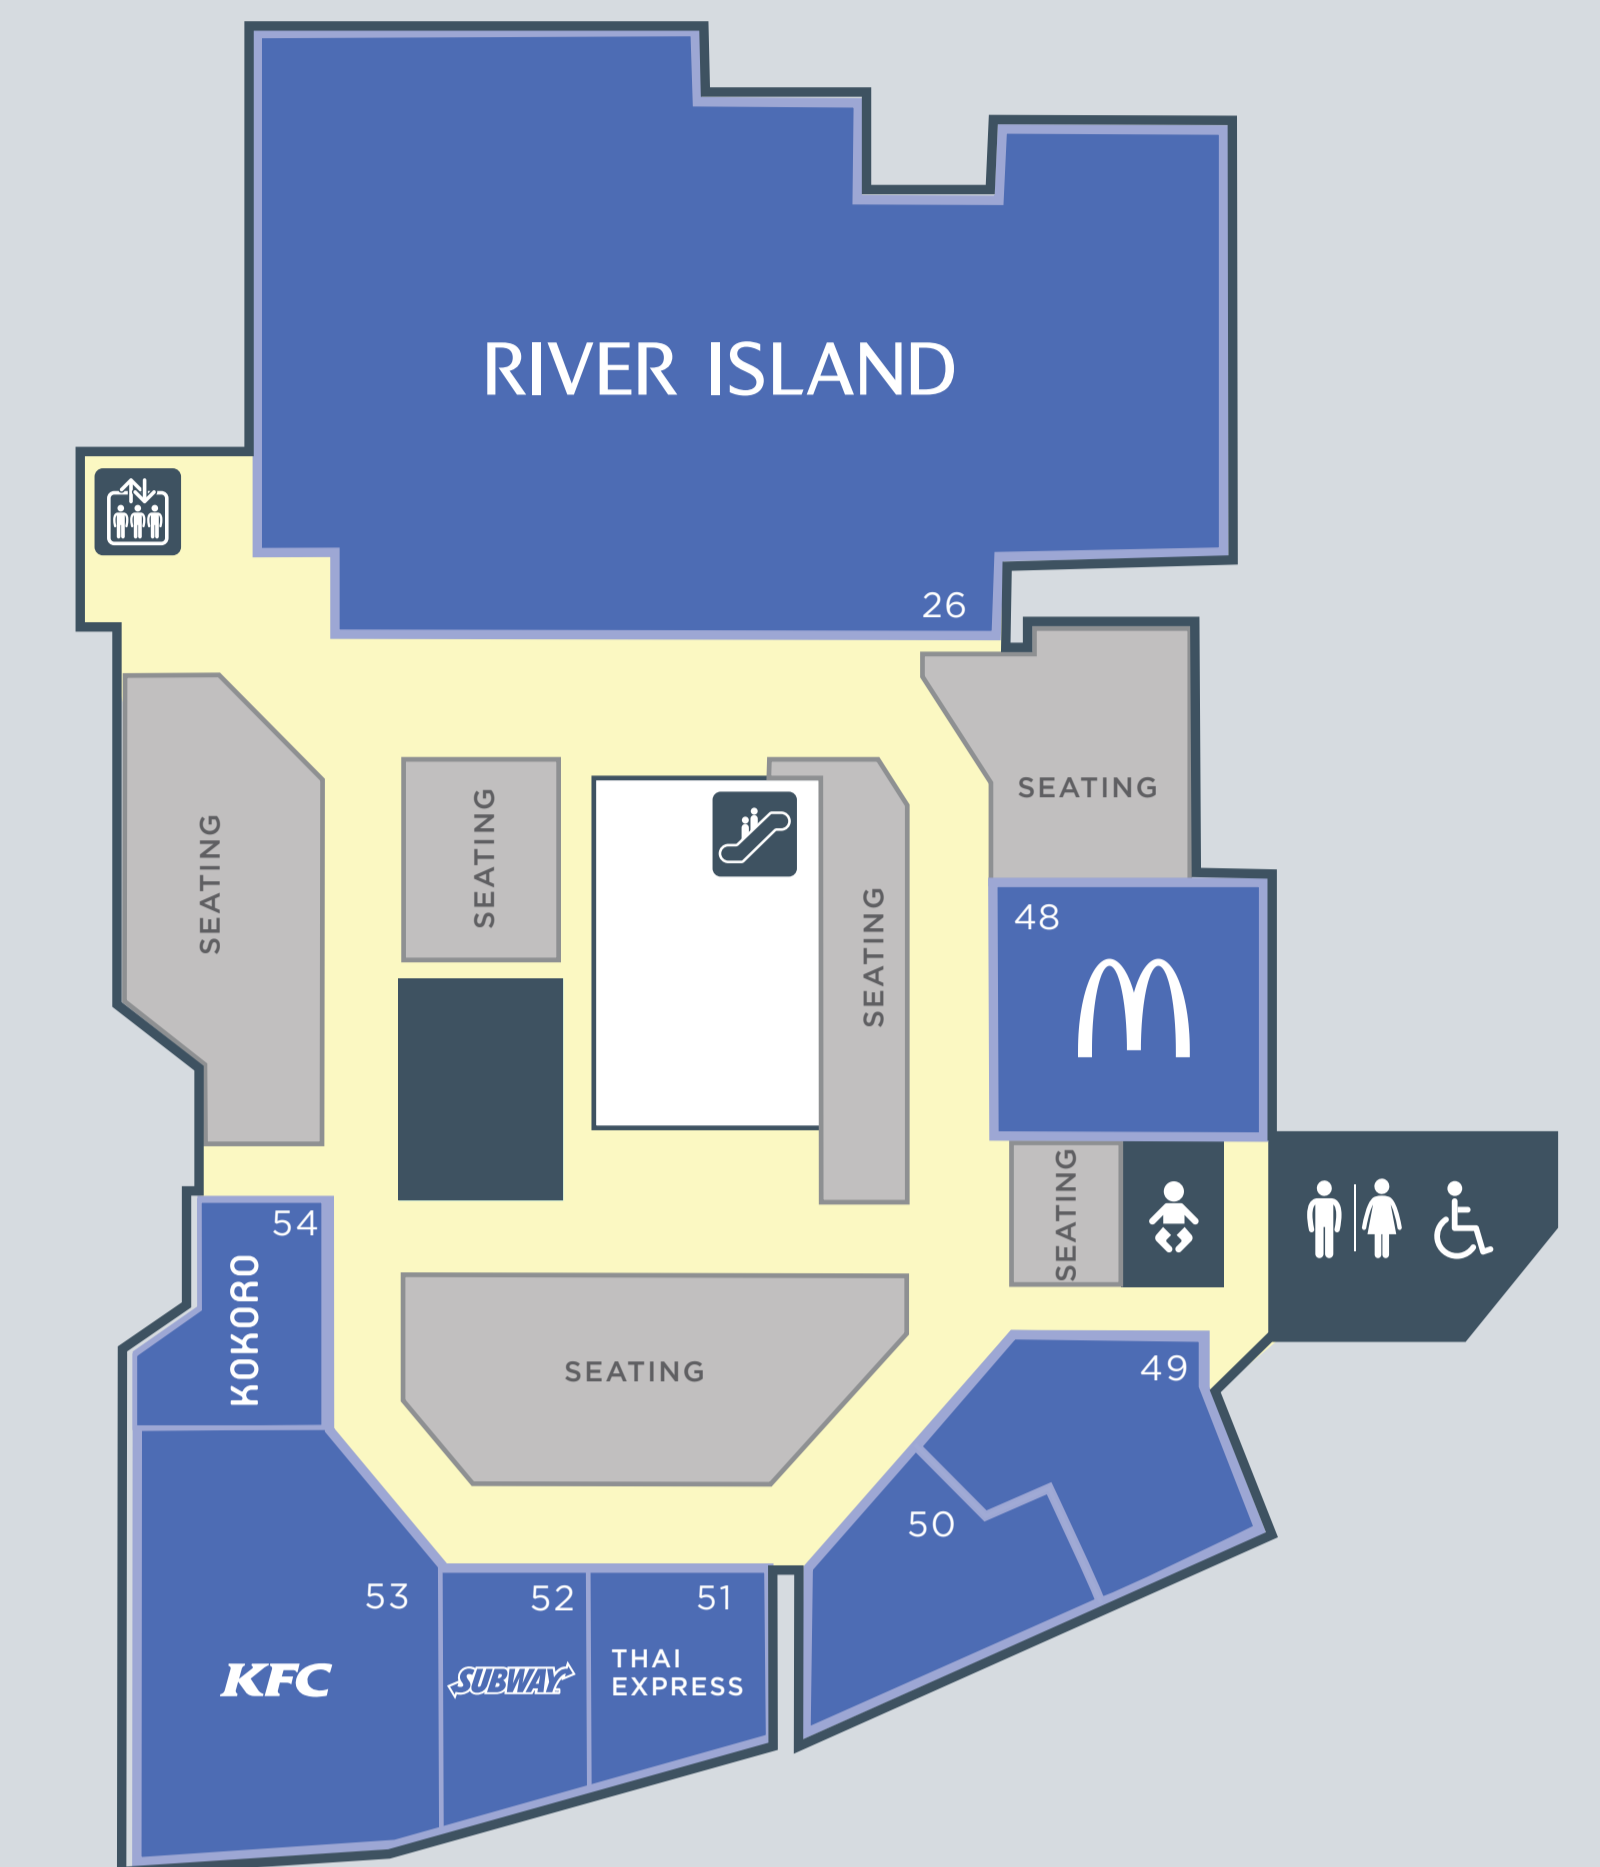 RIVER ISLAND
26
SEATING
SEATING
SEATING
SEATING
48
SEATING
54
KOKORO
SEATING
49
50
53
KFC
52
SUBWAY
51
THAI
EXPRESS